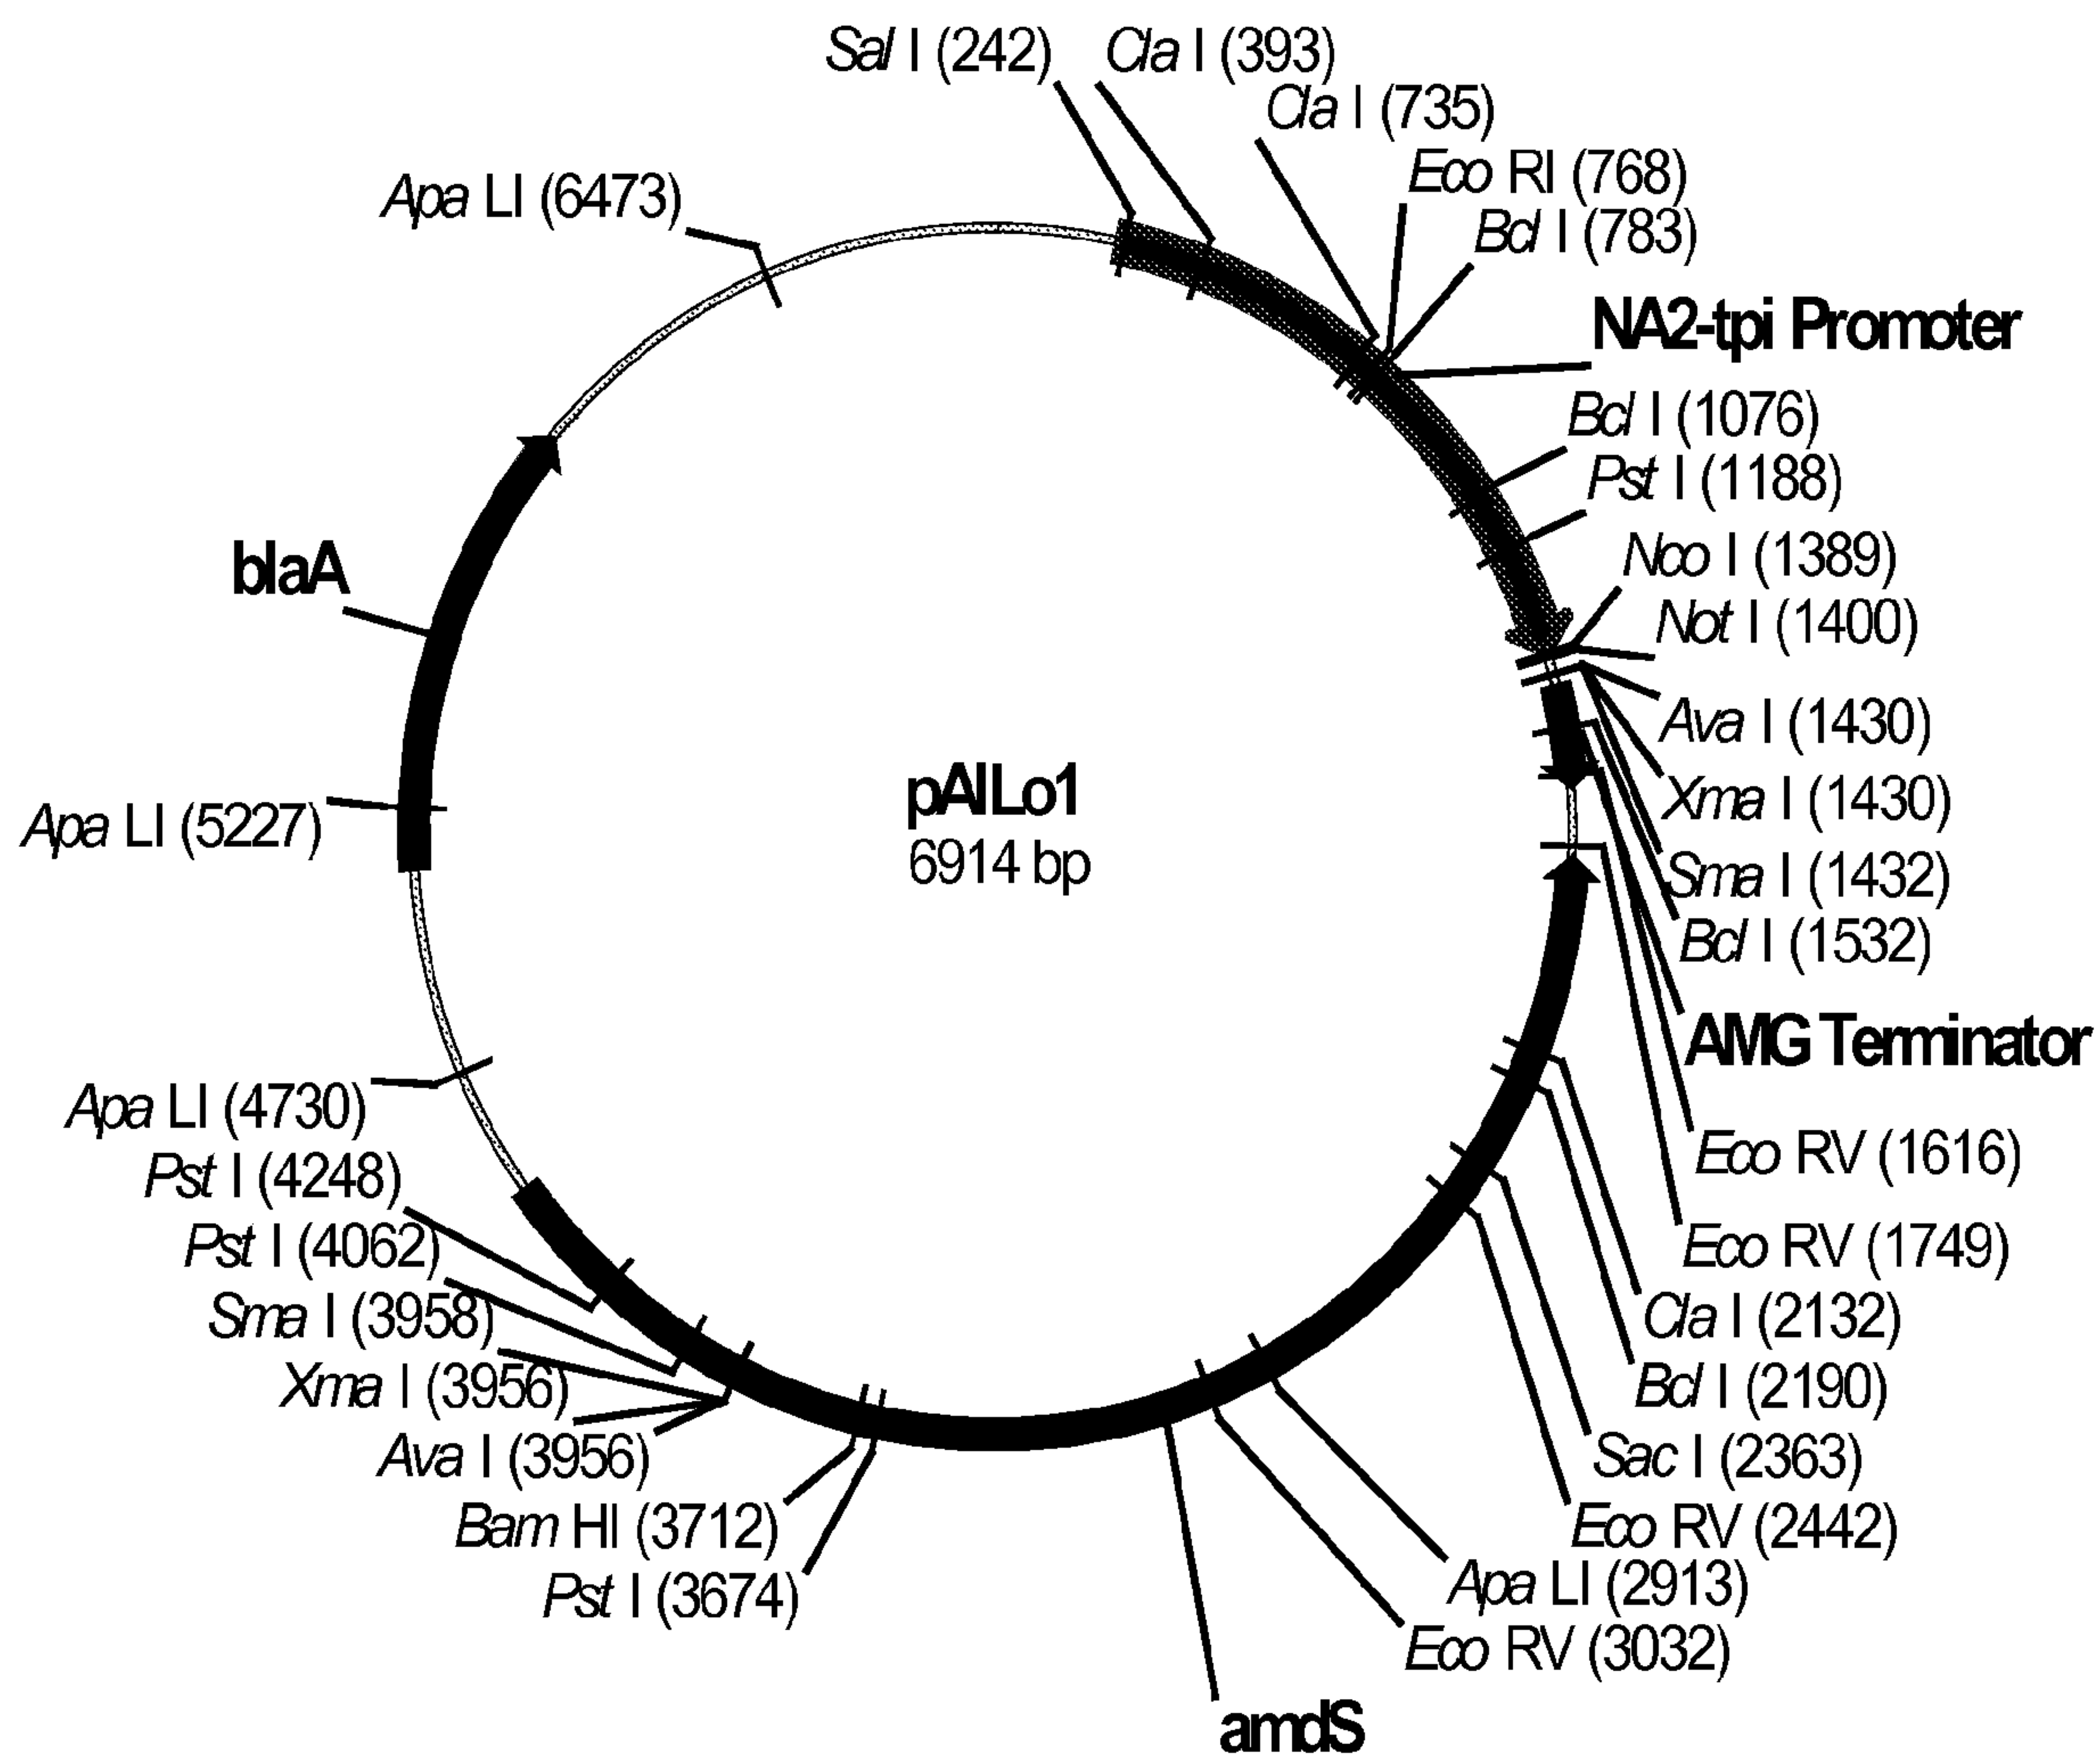 Sal I (242)
Cla I (393)
Cla I (735)
Eco RI (768)
Bcl I (783)
NA2-tpi Promoter
Bcl I (1076)
Pst I (1188)
Nco I (1389)
Not I (1400)
Ava I (1430)
Xma I (1430)
Sma I (1432)
Bcl I (1532)
AMG Terminator
Eco RV (1616)
Eco RV (1749)
Cla I (2132)
Bcl I (2190)
Sac I (2363)
Eco RV (2442)
Apa LI (2913)
Eco RV (3032)
amdS
Pst I (3674)
Bam HI (3712)
Ava I (3956)
Xma I (3956)
Sma I (3958)
Pst I (4062)
Pst I (4248)
Apa LI (4730)
Apa LI (5227)
blaA
Apa LI (6473)
pAILo1
6914 bp